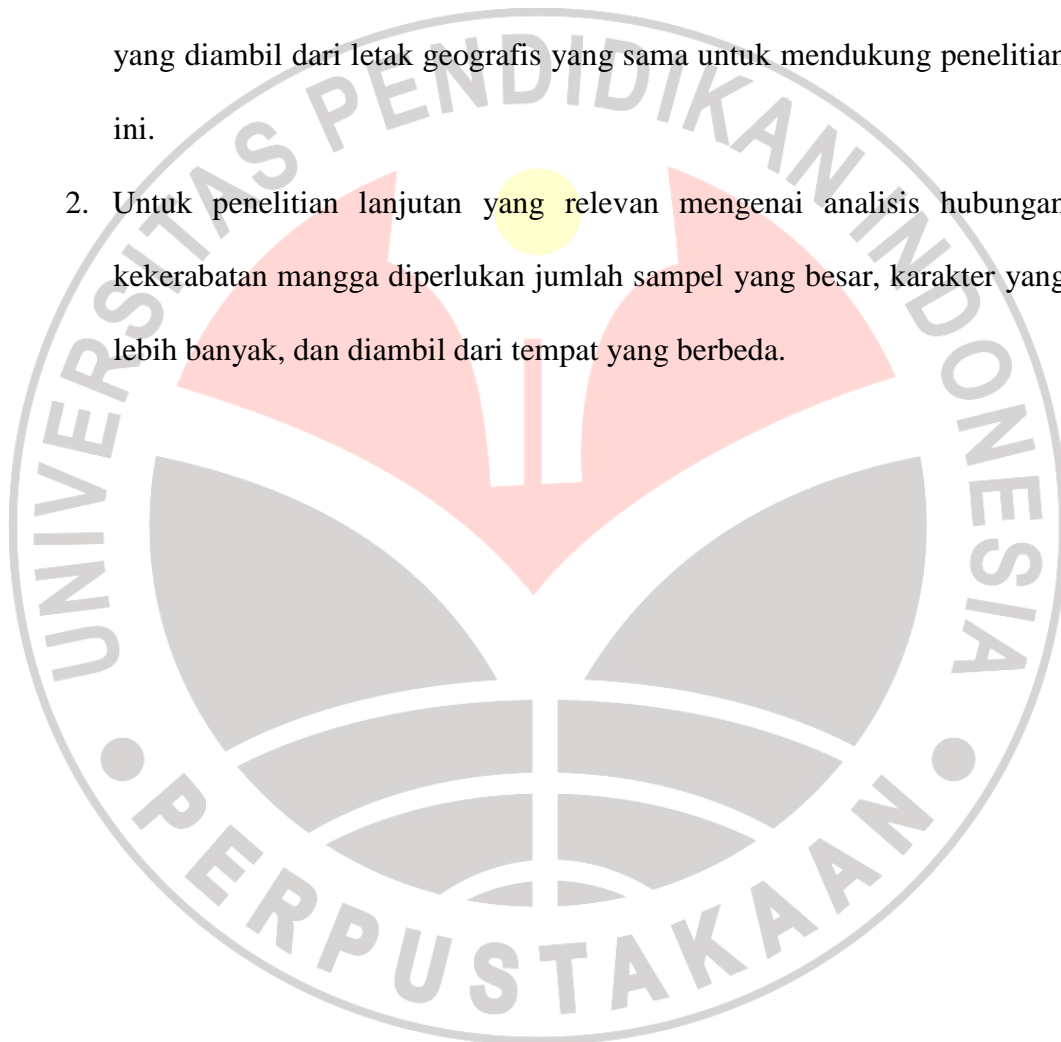 yang diambil dari letak geografis yang sama untuk mendukung penelitian
ini.
2. Untuk penelitian lanjutan yang relevan mengenai analisis hubungan
kekerabatan mangga diperlukan jumlah sampel yang besar, karakter yang
lebih banyak, dan diambil dari tempat yang berbeda.
UNIVERSITAS PENDIDIKAN INDONESIA
PERPUSTAKAAN